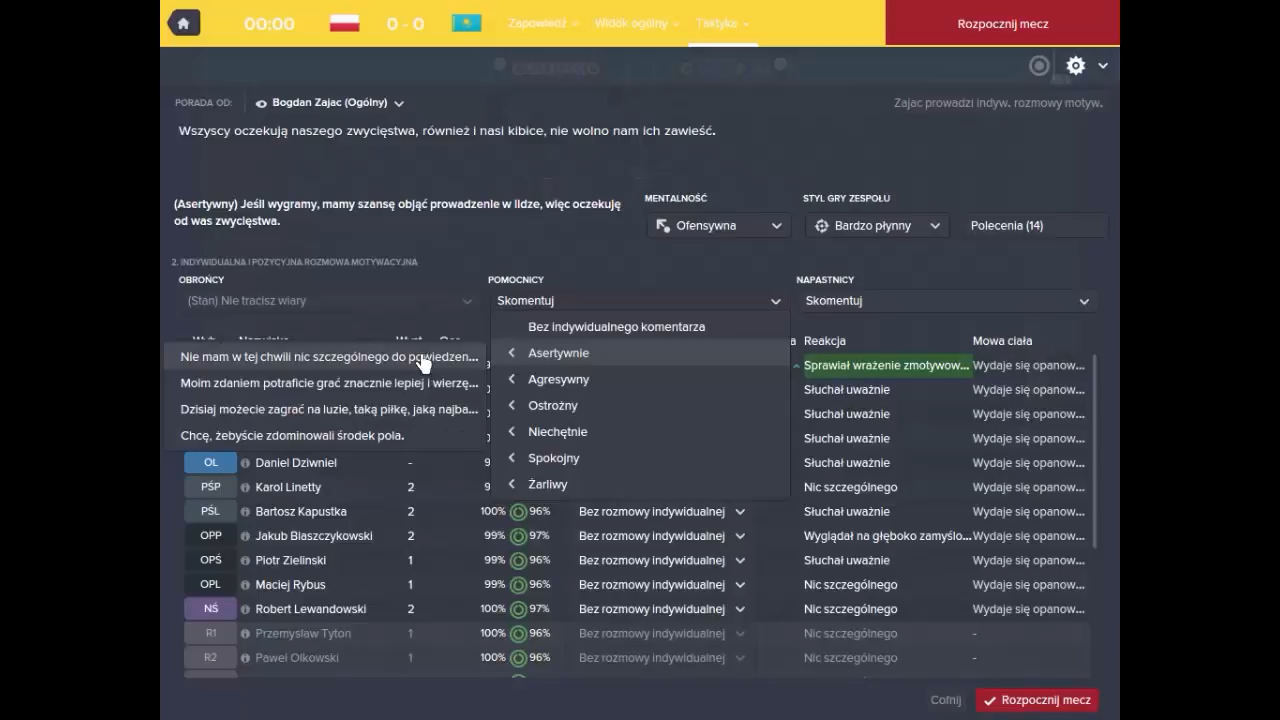 00:00 0 - 0 Zapowiedź Widok ogólny Taktyka Rozpocznij mecz
PORADA OD: Bogdan Zajac (Ogólny) Zajac prowadzi indyw. rozmowy motyw.
Wszyscy oczekują naszego zwycięstwa, również i nasi kibice, nie wolno nam ich zawieść.
(Asertywny) Jeśli wygramy, mamy szansę objąć prowadzenie w lidze, więc oczekuję
od was zwycięstwa.
MENTALNOŚĆ STYL GRY ZESPOŁU
Ofensywna Bardzo płynny Polecenia (14)
2. INDYWIDUALNA I POZYCYJNA ROZMOWA MOTYWACYJNA
OBROŃCY POMOCNICY NAPASTNICY
(Stan) Nie tracisz wiary Skomentuj Skomentuj
Bez indywidualnego komentarza
Reakcja Mowa ciała
Asertywnie
Nie mam w tej chwili nic szczególnego do powiedzen...
Sprawiał wrażenie zmotywow... Wydaje się opanow...
Agresywny
Moim zdaniem potraficie grać znacznie lepiej i wierzę...
Słuchał uważnie Wydaje się opanow...
Ostrożny
Dzisiaj możecie zagrać na luzie, taką piłkę, jaką najba...
Słuchał uważnie Wydaje się opanow...
Niechętnie
Chcę, żebyście zdominowali środek pola.
Słuchał uważnie Wydaje się opanow...
Spokojny
OL Daniel Dziwniel - Słuchał uważnie Wydaje się opanow...
Żarliwy
PŚP Karol Linetty 2 Nic szczególnego Wydaje się opanow...
PŚL Bartosz Kapustka 2 100% 96% Bez rozmowy indywidualnej Słuchał uważnie Wydaje się opanow...
OPP Jakub Blaszczykowski 2 99% 97% Bez rozmowy indywidualnej Wyglądał na głęboko zamyślo... Wydaje się opanow...
OPŚ Piotr Zielinski 1 99% 96% Bez rozmowy indywidualnej Słuchał uważnie Wydaje się opanow...
OPL Maciej Rybus 1 99% 96% Bez rozmowy indywidualnej Nic szczególnego Wydaje się opanow...
NŚ Robert Lewandowski 2 100% 97% Bez rozmowy indywidualnej Nic szczególnego Wydaje się opanow...
R1 Przemyslaw Tyton 1 100% 96% Bez rozmowy indywidualnej Nic szczególnego -
R2 Pawel Olkowski 1 100% 96% Bez rozmowy indywidualnej Nic szczególnego -
Cofnij Rozpocznij mecz